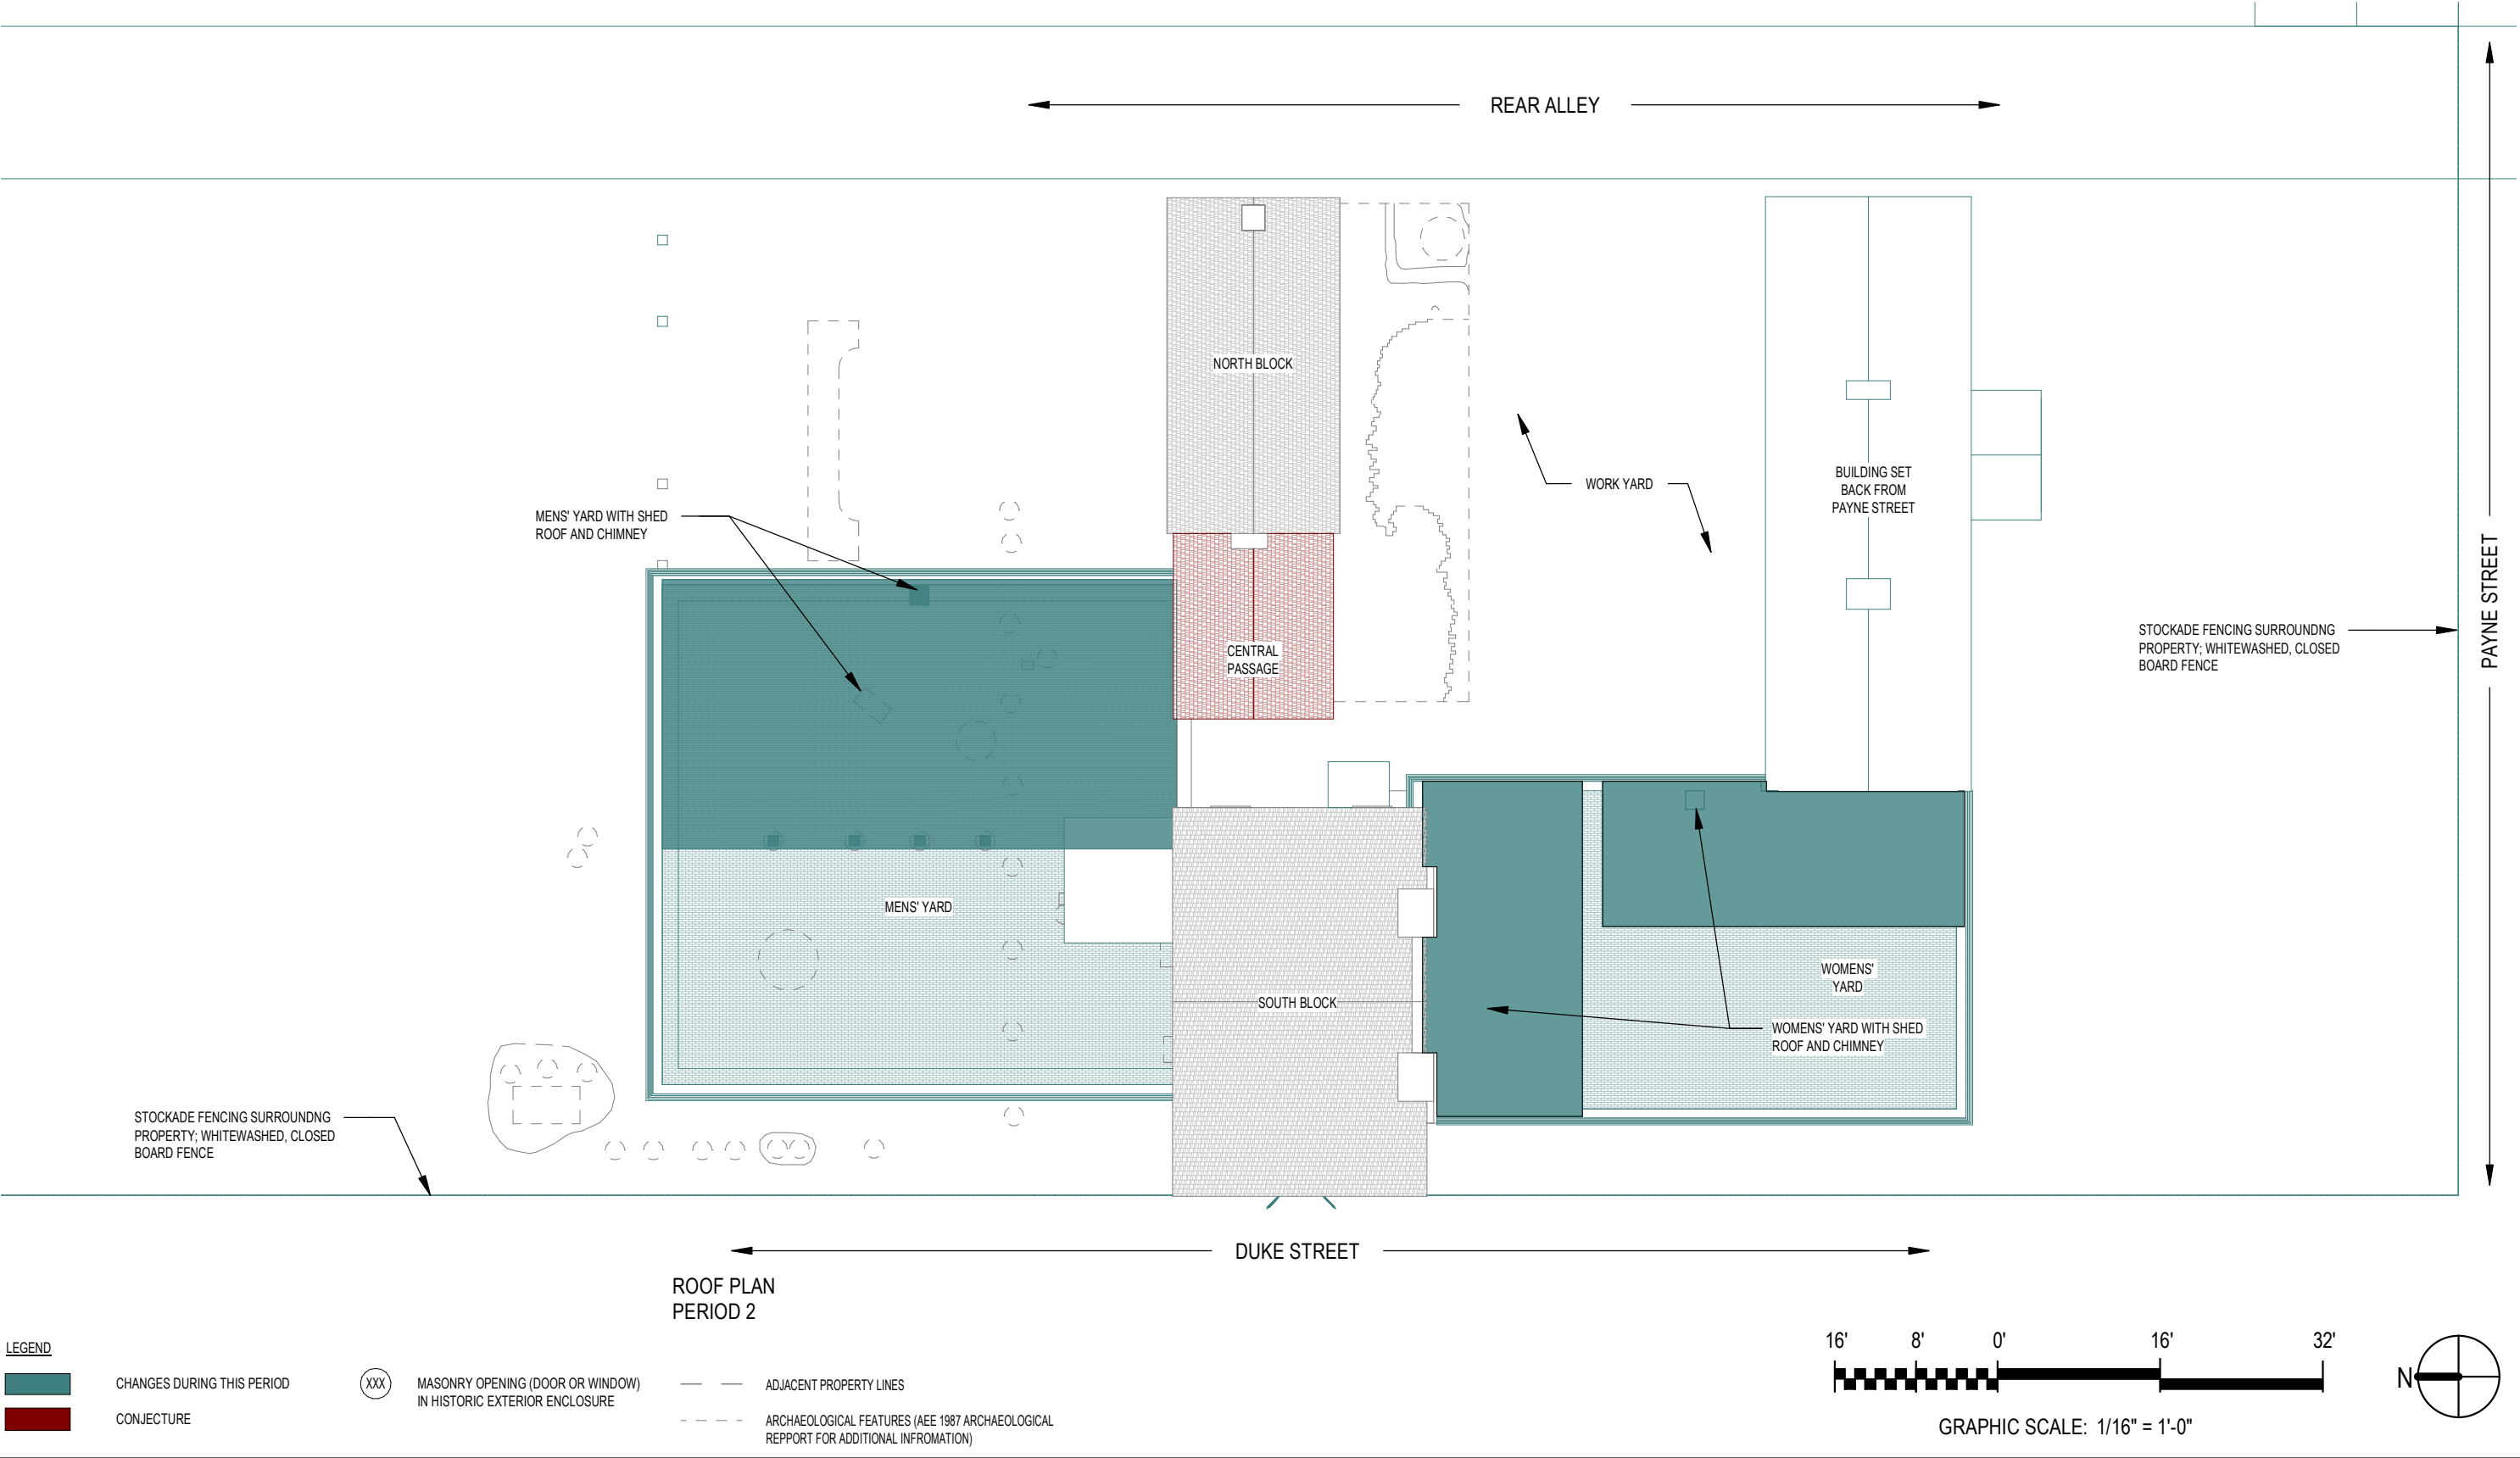 REAR ALLEY
NORTH BLOCK
MENS' YARD WITH SHED
ROOF AND CHIMNEY
WORK YARD
BUILDING SET
BACK FROM
PAYNE STREET
PAYNE STREET
CENTRAL
PASSAGE
STOCKADE FENCING SURROUNDNG
PROPERTY; WHITEWASHED, CLOSED
BOARD FENCE
MENS' YARD
WOMENS'
YARD
SOUTH BLOCK
WOMENS' YARD WITH SHED
ROOF AND CHIMNEY
STOCKADE FENCING SURROUNDNG
PROPERTY; WHITEWASHED, CLOSED
BOARD FENCE
DUKE STREET
ROOF PLAN
PERIOD 2
LEGEND
CHANGES DURING THIS PERIOD
CONJECTURE
XXX
MASONRY OPENING (DOOR OR WINDOW)
IN HISTORIC EXTERIOR ENCLOSURE
ADJACENT PROPERTY LINES
ARCHAEOLOGICAL FEATURES (AEE 1987 ARCHAEOLOGICAL
REPPORT FOR ADDITIONAL INFROMATION)
16' 8' 0' 16' 32'
GRAPHIC SCALE: 1/16" = 1'-0"
N